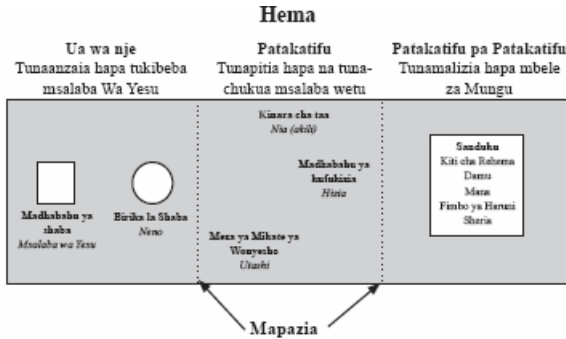 Hema
Ua wa nje
Tunaanzaia hapa tukibeba
msalaba Wa Yesu
Patakatifu
Tunapitia hapa na tuna-
chukua msalaba wetu
Patakatifu pa Patakatifu
Tunamalizia hapa mbele
za Mungu
Madhabahu ya
shaba
Msalaba wa Yesu
Birika la Shaba
Neno
Kinara cha taa
Nia (akili)
Madhabahu ya
kufukizia
Hisia
Meza ya Mikate ya
Wonyesho
Utashi
Sanduku
Kiti cha Rehema
Damu
Mana
Fimbo ya Haruni
Sheria
Mapazia